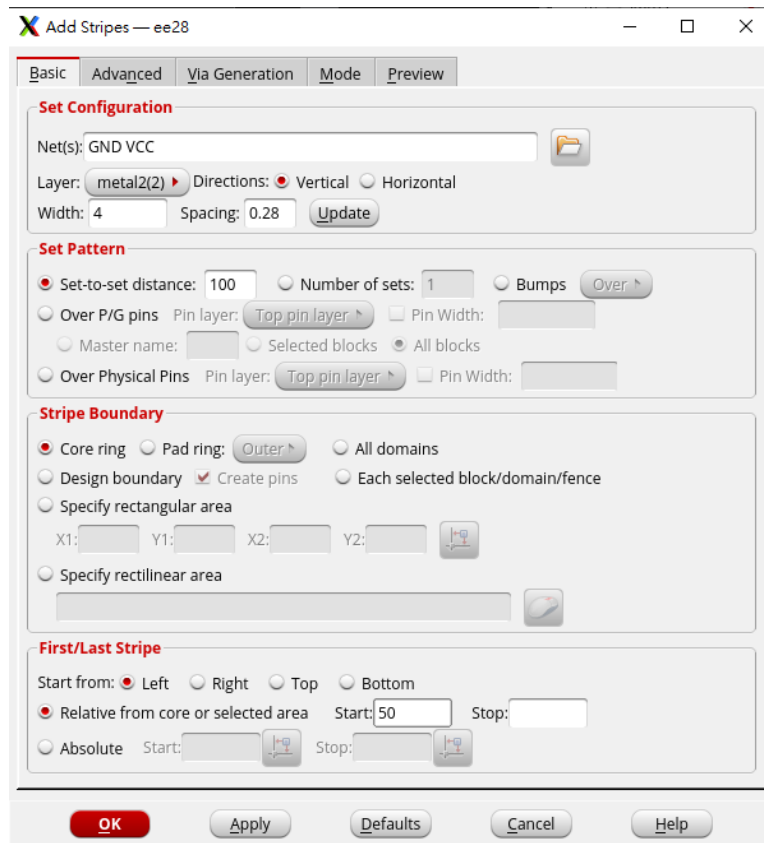 Add Stripes — ee28
Basic Advanced Via Generation Mode Preview
Set Configuration
Net(s): GND VCC
Layer: metal2(2) Directions: Vertical Horizontal
Width: 4 Spacing: 0.28 Update
Set Pattern
Set-to-set distance: 100 Number of sets: 1 Bumps Over
Over P/G pins Pin layer: Top pin layer Pin Width:
Master name: Selected blocks All blocks
Over Physical Pins Pin layer: Top pin layer Pin Width:
Stripe Boundary
Core ring Pad ring: Outer All domains
Design boundary Create pins Each selected block/domain/fence
Specify rectangular area
X1: Y1: X2: Y2:
Specify rectilinear area
First/Last Stripe
Start from: Left Right Top Bottom
Relative from core or selected area Start: 50 Stop:
Absolute Start: Stop:
OK Apply Defaults Cancel Help